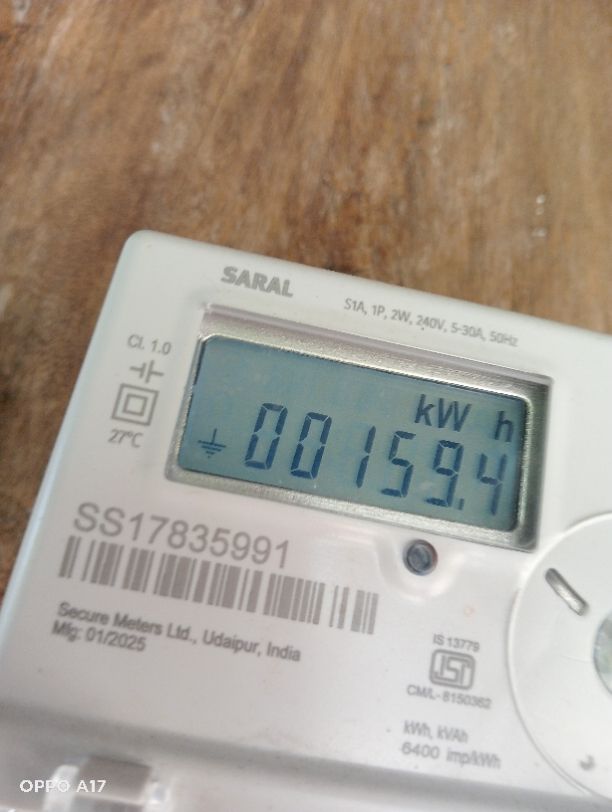 SARAL
S1A, 1P, 2W, 240V, 5-30A, 50Hz
Cl. 1.0
27°C
kW h
00159.4
SS17835991
Secure Meters Ltd., Udaipur, India
Mfg: 01/2025
IS 13779
ISI
CM/L- 8150362
kWh, kVAh
6400 imp/kWh
OPPO A17